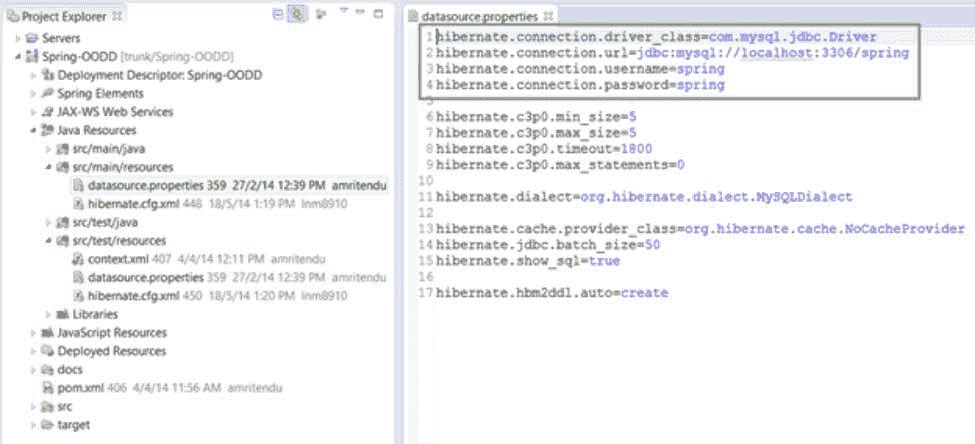 Project Explorer
Servers
Spring-OODD [trunk/Spring-OODD]
Deployment Descriptor: Spring-OODD
Spring Elements
JAX-WS Web Services
Java Resources
src/main/java
src/main/resources
datasource.properties 359 27/2/14 12:39 PM amritendu
hibernate.cfg.xml 448 18/5/14 1:19 PM lnm8910
src/test/java
src/test/resources
context.xml 407 4/4/14 12:11 PM amritendu
datasource.properties 359 27/2/14 12:39 PM amritendu
hibernate.cfg.xml 450 18/5/14 1:20 PM lnm8910
Libraries
JavaScript Resources
Deployed Resources
docs
pom.xml 406 4/4/14 11:56 AM amritendu
src
target
datasource.properties
1 hibernate.connection.driver_class=com.mysql.jdbc.Driver
2 hibernate.connection.url=jdbc:mysql://localhost:3306/spring
3 hibernate.connection.username=spring
4 hibernate.connection.password=spring
5
6 hibernate.c3p0.min_size=5
7 hibernate.c3p0.max_size=5
8 hibernate.c3p0.timeout=1800
9 hibernate.c3p0.max_statements=0
10
11 hibernate.dialect=org.hibernate.dialect.MySQLDialect
12
13 hibernate.cache.provider_class=org.hibernate.cache.NoCacheProvider
14 hibernate.jdbc.batch_size=50
15 hibernate.show_sql=true
16
17 hibernate.hbm2ddl.auto=create